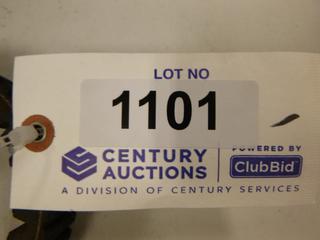 LOT NO
1101
CENTURY
AUCTIONS
POWERED BY
ClubBid
A DIVISION OF CENTURY SERVICES